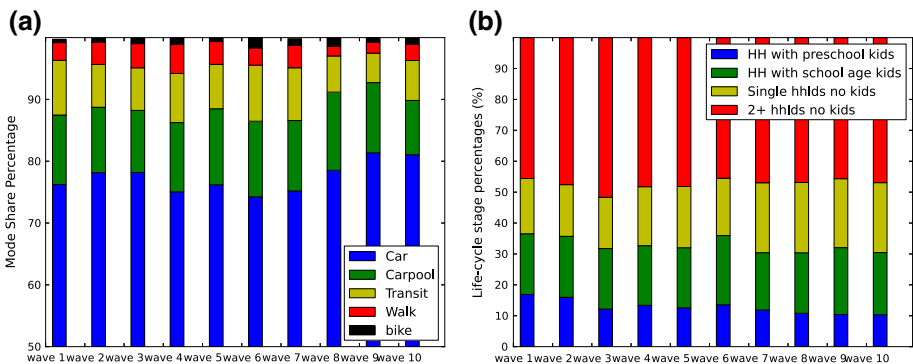 (a)
Mode Share Percentage
90
80
70
60
50
wave 1 wave 2 wave 3 wave 4 wave 5 wave 6 wave 7 wave 8 wave 9 wave 10
Car
Carpool
Transit
Walk
bike
(b)
Life-cycle stage percentages (%)
90
80
70
60
50
40
30
20
10
0
wave 1 wave 2 wave 3 wave 4 wave 5 wave 6 wave 7 wave 8 wave 9 wave 10
HH with preschool kids
HH with school age kids
Single hhlds no kids
2+ hhlds no kids